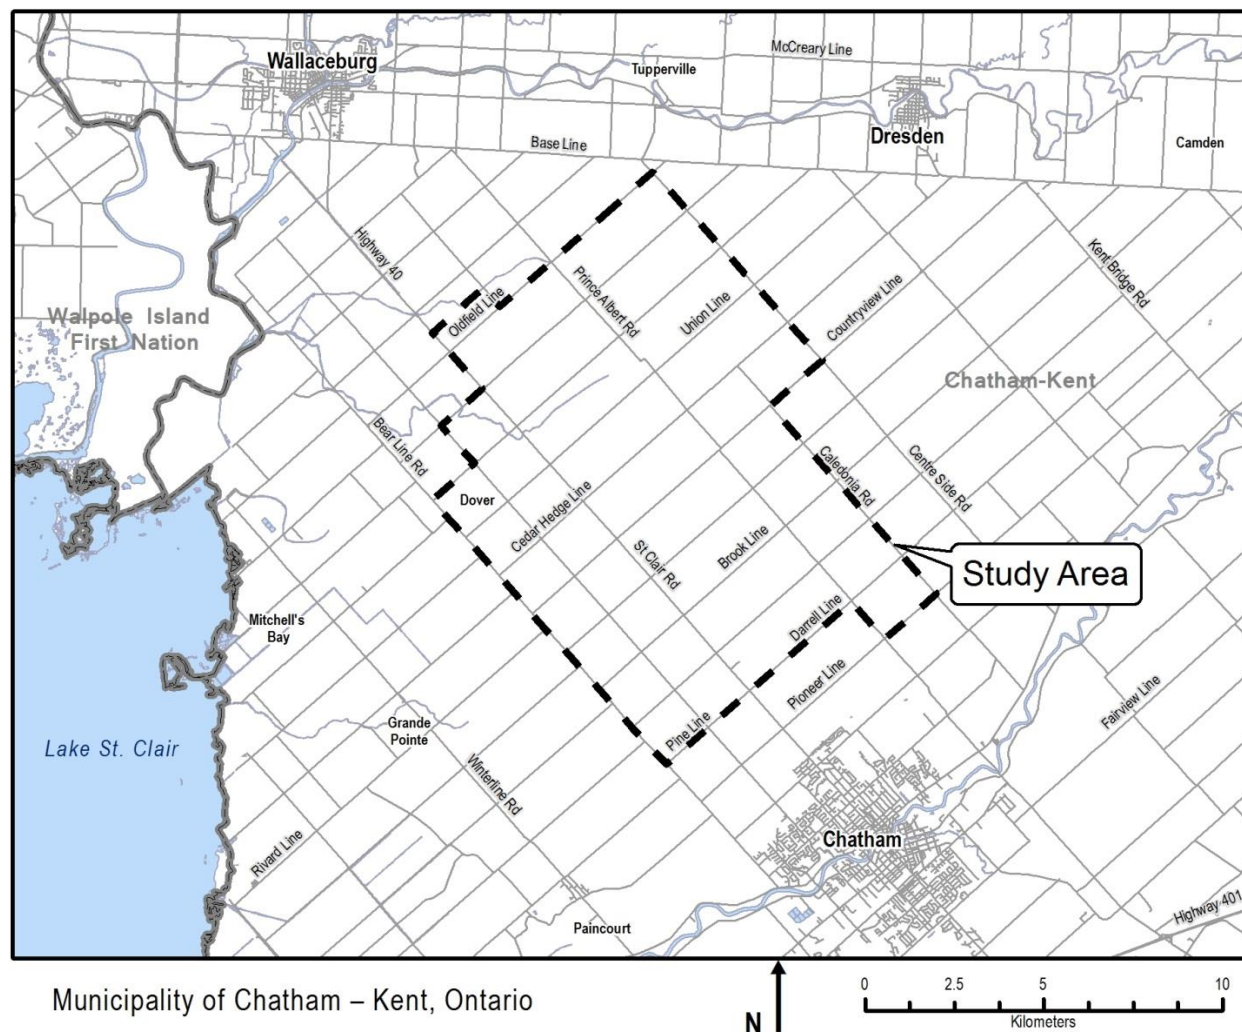 McCreary Line
Wallaceburg
Tupperville
Dresden
Base Line
Camden
Highway 40
Prince Albert Rd
Kent Bridge Rd
Union Line
Countryview Line
Oldfield Line
Walpole Island
First Nation
Chatham-Kent
Bear Line Rd
Dover
Cedar Hedge Line
Caledonia Rd
Centre Side Rd
St Clair Rd
Brook Line
Study Area
Darrell Line
Mitchell's
Bay
Pioneer Line
Fairview Line
Grande
Pointe
Pine Line
Lake St. Clair
Winterline Rd
Chatham
Rivard Line
Highway 401
Paincourt
Municipality of Chatham – Kent, Ontario
N
0 2.5 5 10
Kilometers